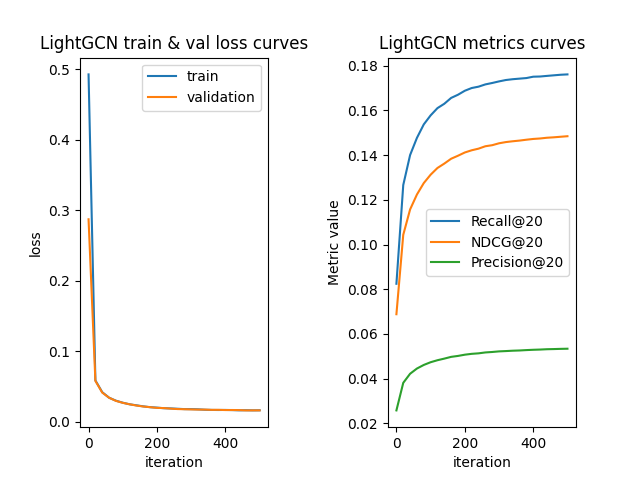 LightGCN train & val loss curves
0.5
0.4
0.3
0.2
0.1
0.0
loss
0
200
400
iteration
train
validation
LightGCN metrics curves
0.18
0.16
0.14
0.12
0.10
0.08
0.06
0.04
0.02
Metric value
0
200
400
iteration
Recall@20
NDCG@20
Precision@20